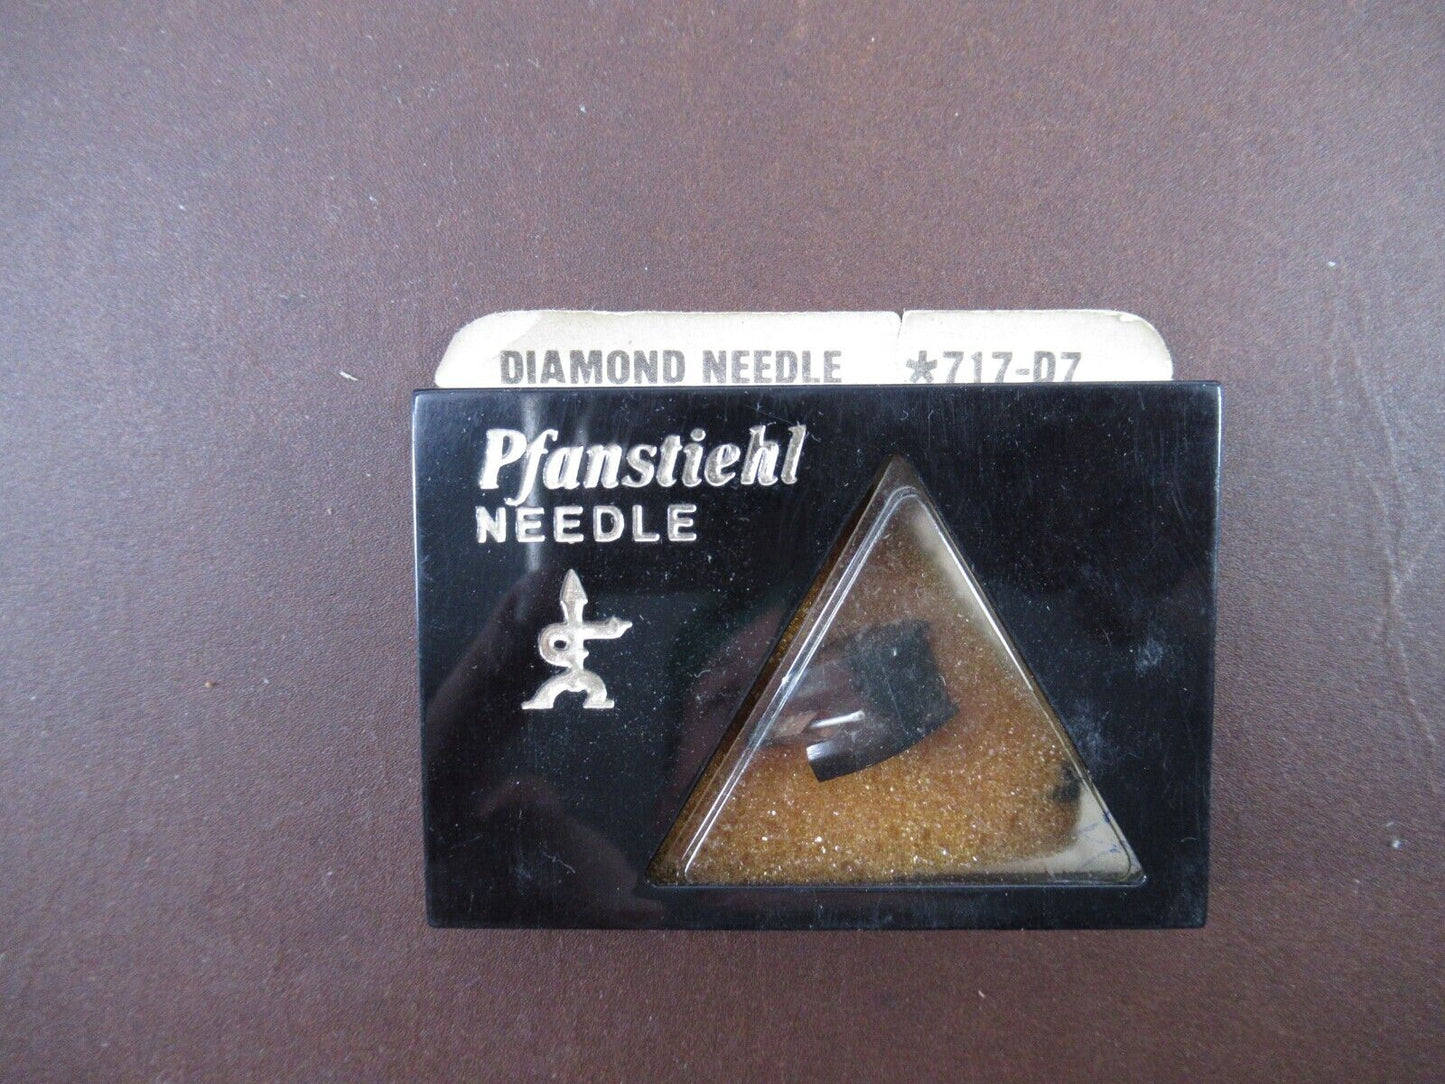 DIAMOND NEEDLE *717-D7
Pfanstiehl
NEEDLE